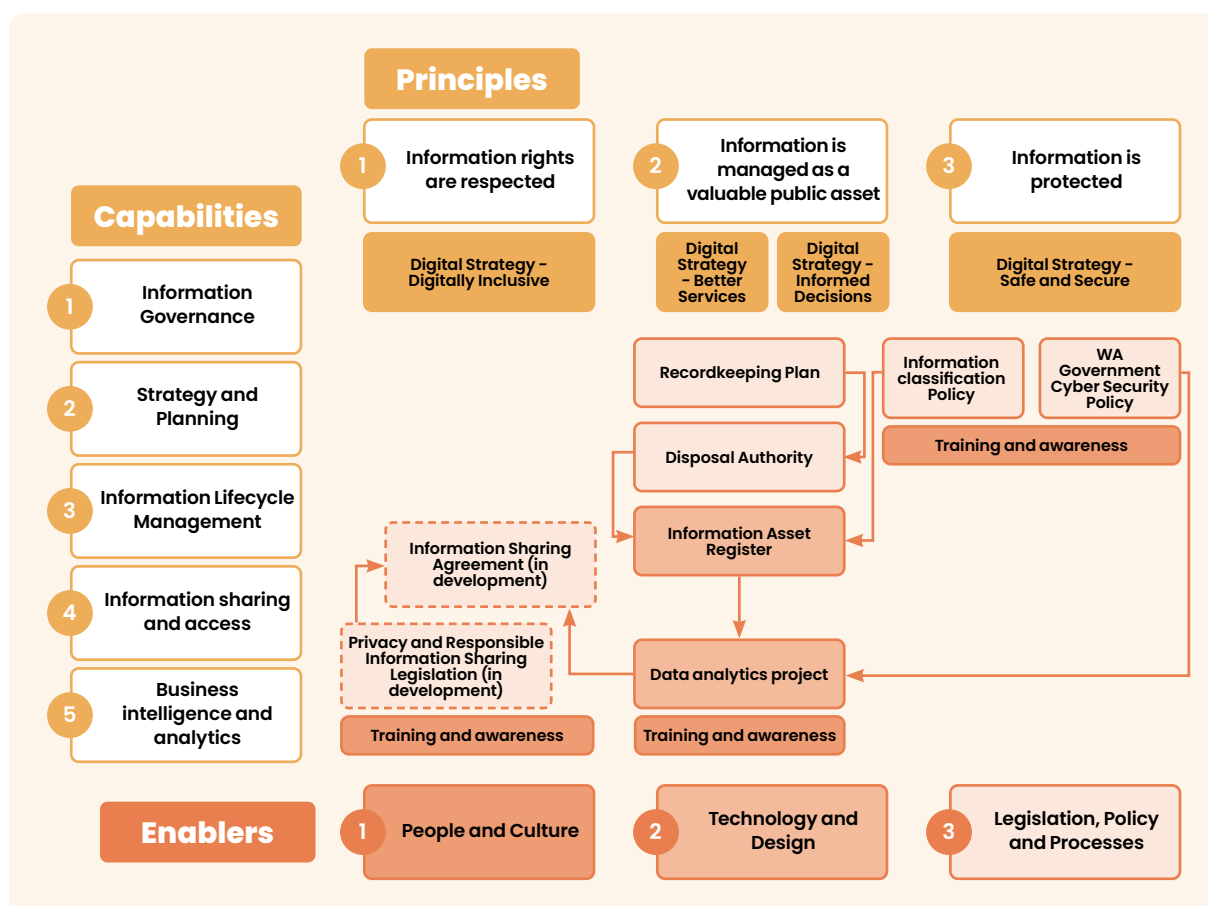 Principles
1
Information rights
are respected
2
Information is
managed as a
valuable public asset
3
Information is
protected
Digital Strategy –
Digitally Inclusive
Digital
Strategy
– Better
Services
Digital
Strategy –
Informed
Decisions
Digital Strategy –
Safe and Secure
Capabilities
1
Information
Governance
2
Strategy and
Planning
3
Information Lifecycle
Management
4
Information sharing
and access
5
Business
intelligence and
analytics
Recordkeeping Plan
Information
classification
Policy
WA
Government
Cyber Security
Policy
Training and awareness
Disposal Authority
Information Asset
Register
Information Sharing
Agreement (in
development)
Privacy and Responsible
Information Sharing
Legislation (in
development)
Data analytics project
Training and awareness
Training and awareness
Enablers
1
People and Culture
2
Technology and
Design
3
Legislation, Policy
and Processes